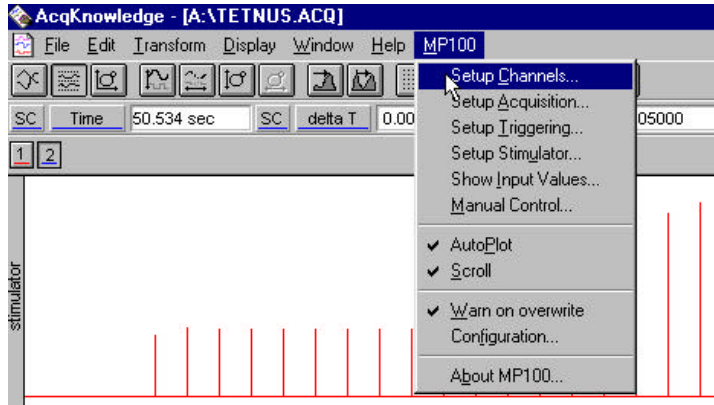 AcqKnowledge - [A:\TETNUS.ACQ]
File Edit Transform Display Window Help MP100
Setup Channels...
Setup Acquisition...
SC Time 50.534 sec SC delta T 0.00 05000
Setup Triggering...
1 2
Setup Stimulator...
Show Input Values...
Manual Control...
AutoPlot
Scroll
stimulator
Warn on overwrite
Configuration...
About MP100...